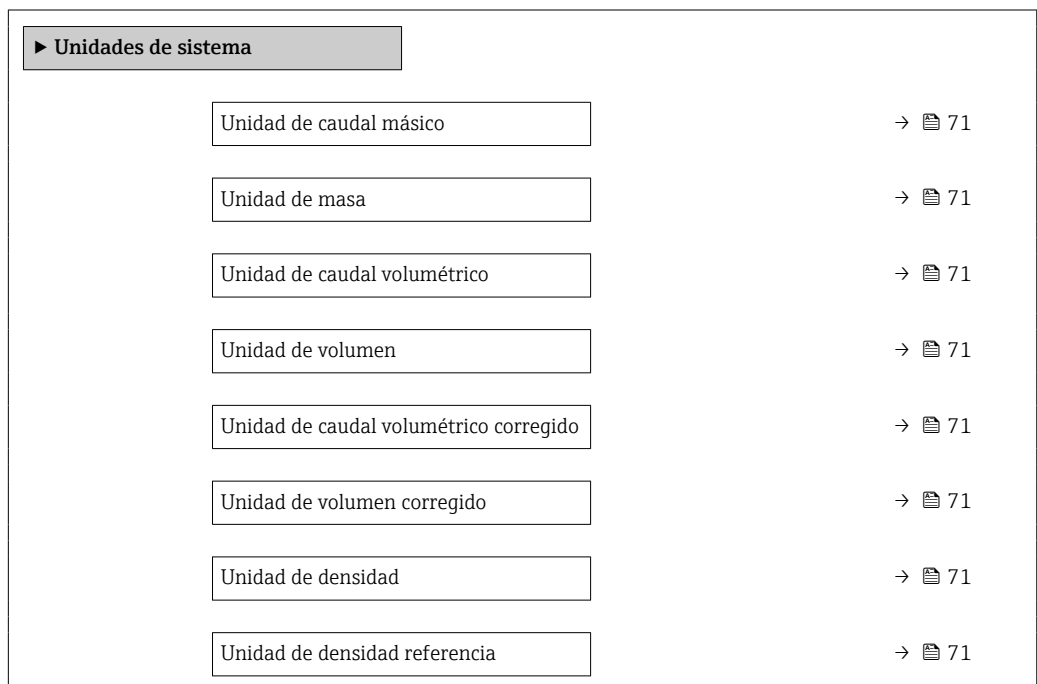 ▶ Unidades de sistema
Unidad de caudal másico → 71
Unidad de masa → 71
Unidad de caudal volumétrico → 71
Unidad de volumen → 71
Unidad de caudal volumétrico corregido → 71
Unidad de volumen corregido → 71
Unidad de densidad → 71
Unidad de densidad referencia → 71